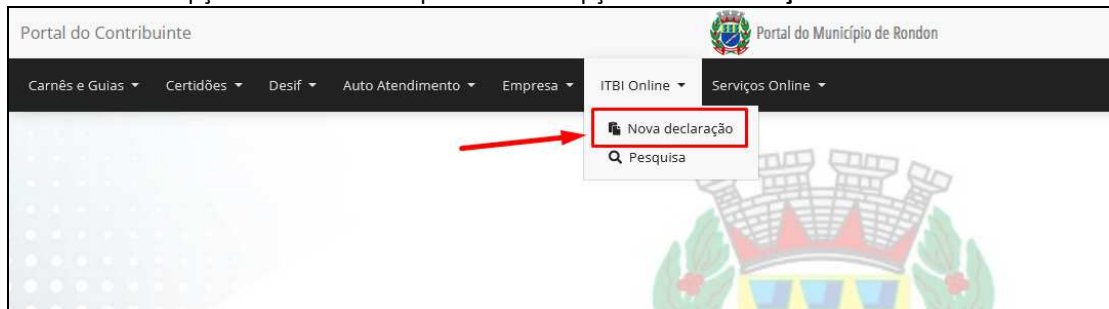 Portal do Contribuinte
Portal do Município de Rondon
Carnês e Guias Certidões Desif Auto Atendimento Empresa ITBI Online Serviços Online
Nova declaração
Pesquisa